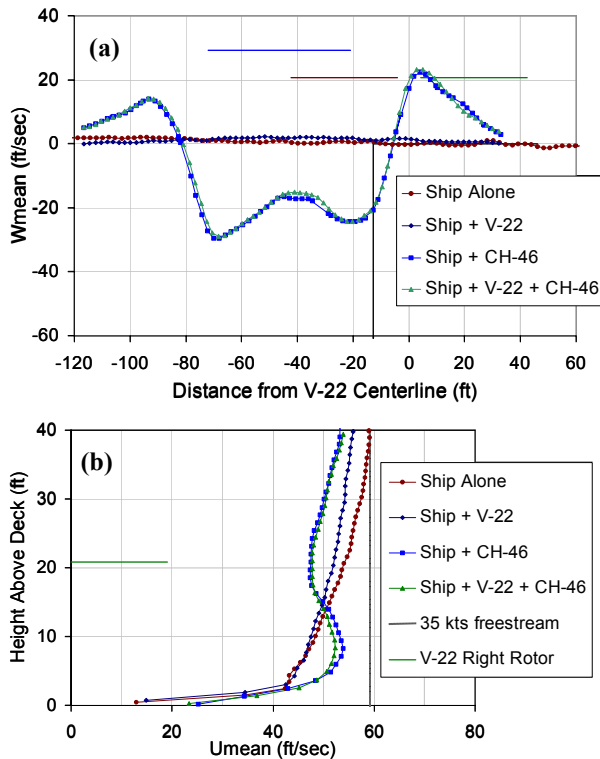 (a)
60
40
20
0
-20
-40
-60
Wmean (ft/sec)
Ship Alone
Ship + V-22
Ship + CH-46
Ship + V-22 + CH-46
-120 -100 -80 -60 -40 -20 0 20 40 60
Distance from V-22 Centerline (ft)
(b)
40
30
20
10
0
Height Above Deck (ft)
Ship Alone
Ship + V-22
Ship + CH-46
Ship + V-22 + CH-46
35 kts freestream
V-22 Right Rotor
0 20 40 60 80
Umean (ft/sec)